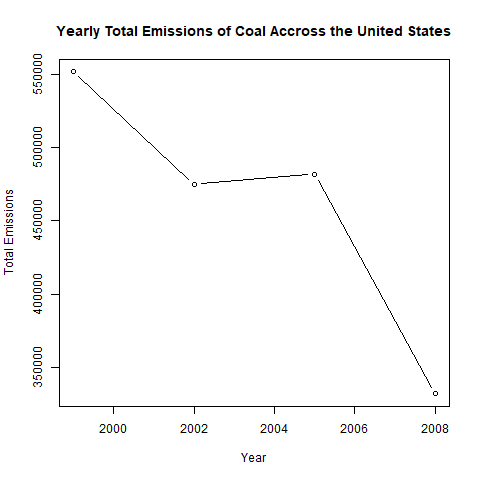 Yearly Total Emissions of Coal Accross the United States
Total Emissions
550000
500000
450000
400000
350000
2000 2002 2004 2006 2008
Year